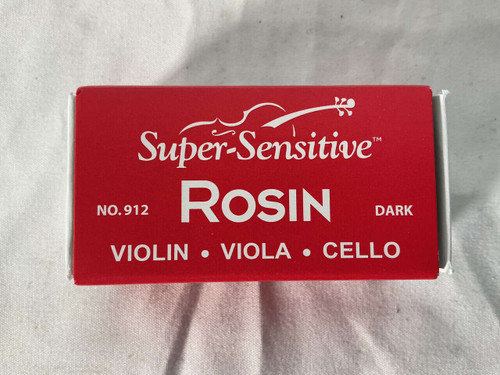 Super-Sensitive™
ROSIN
NO. 912
DARK
VIOLIN • VIOLA • CELLO